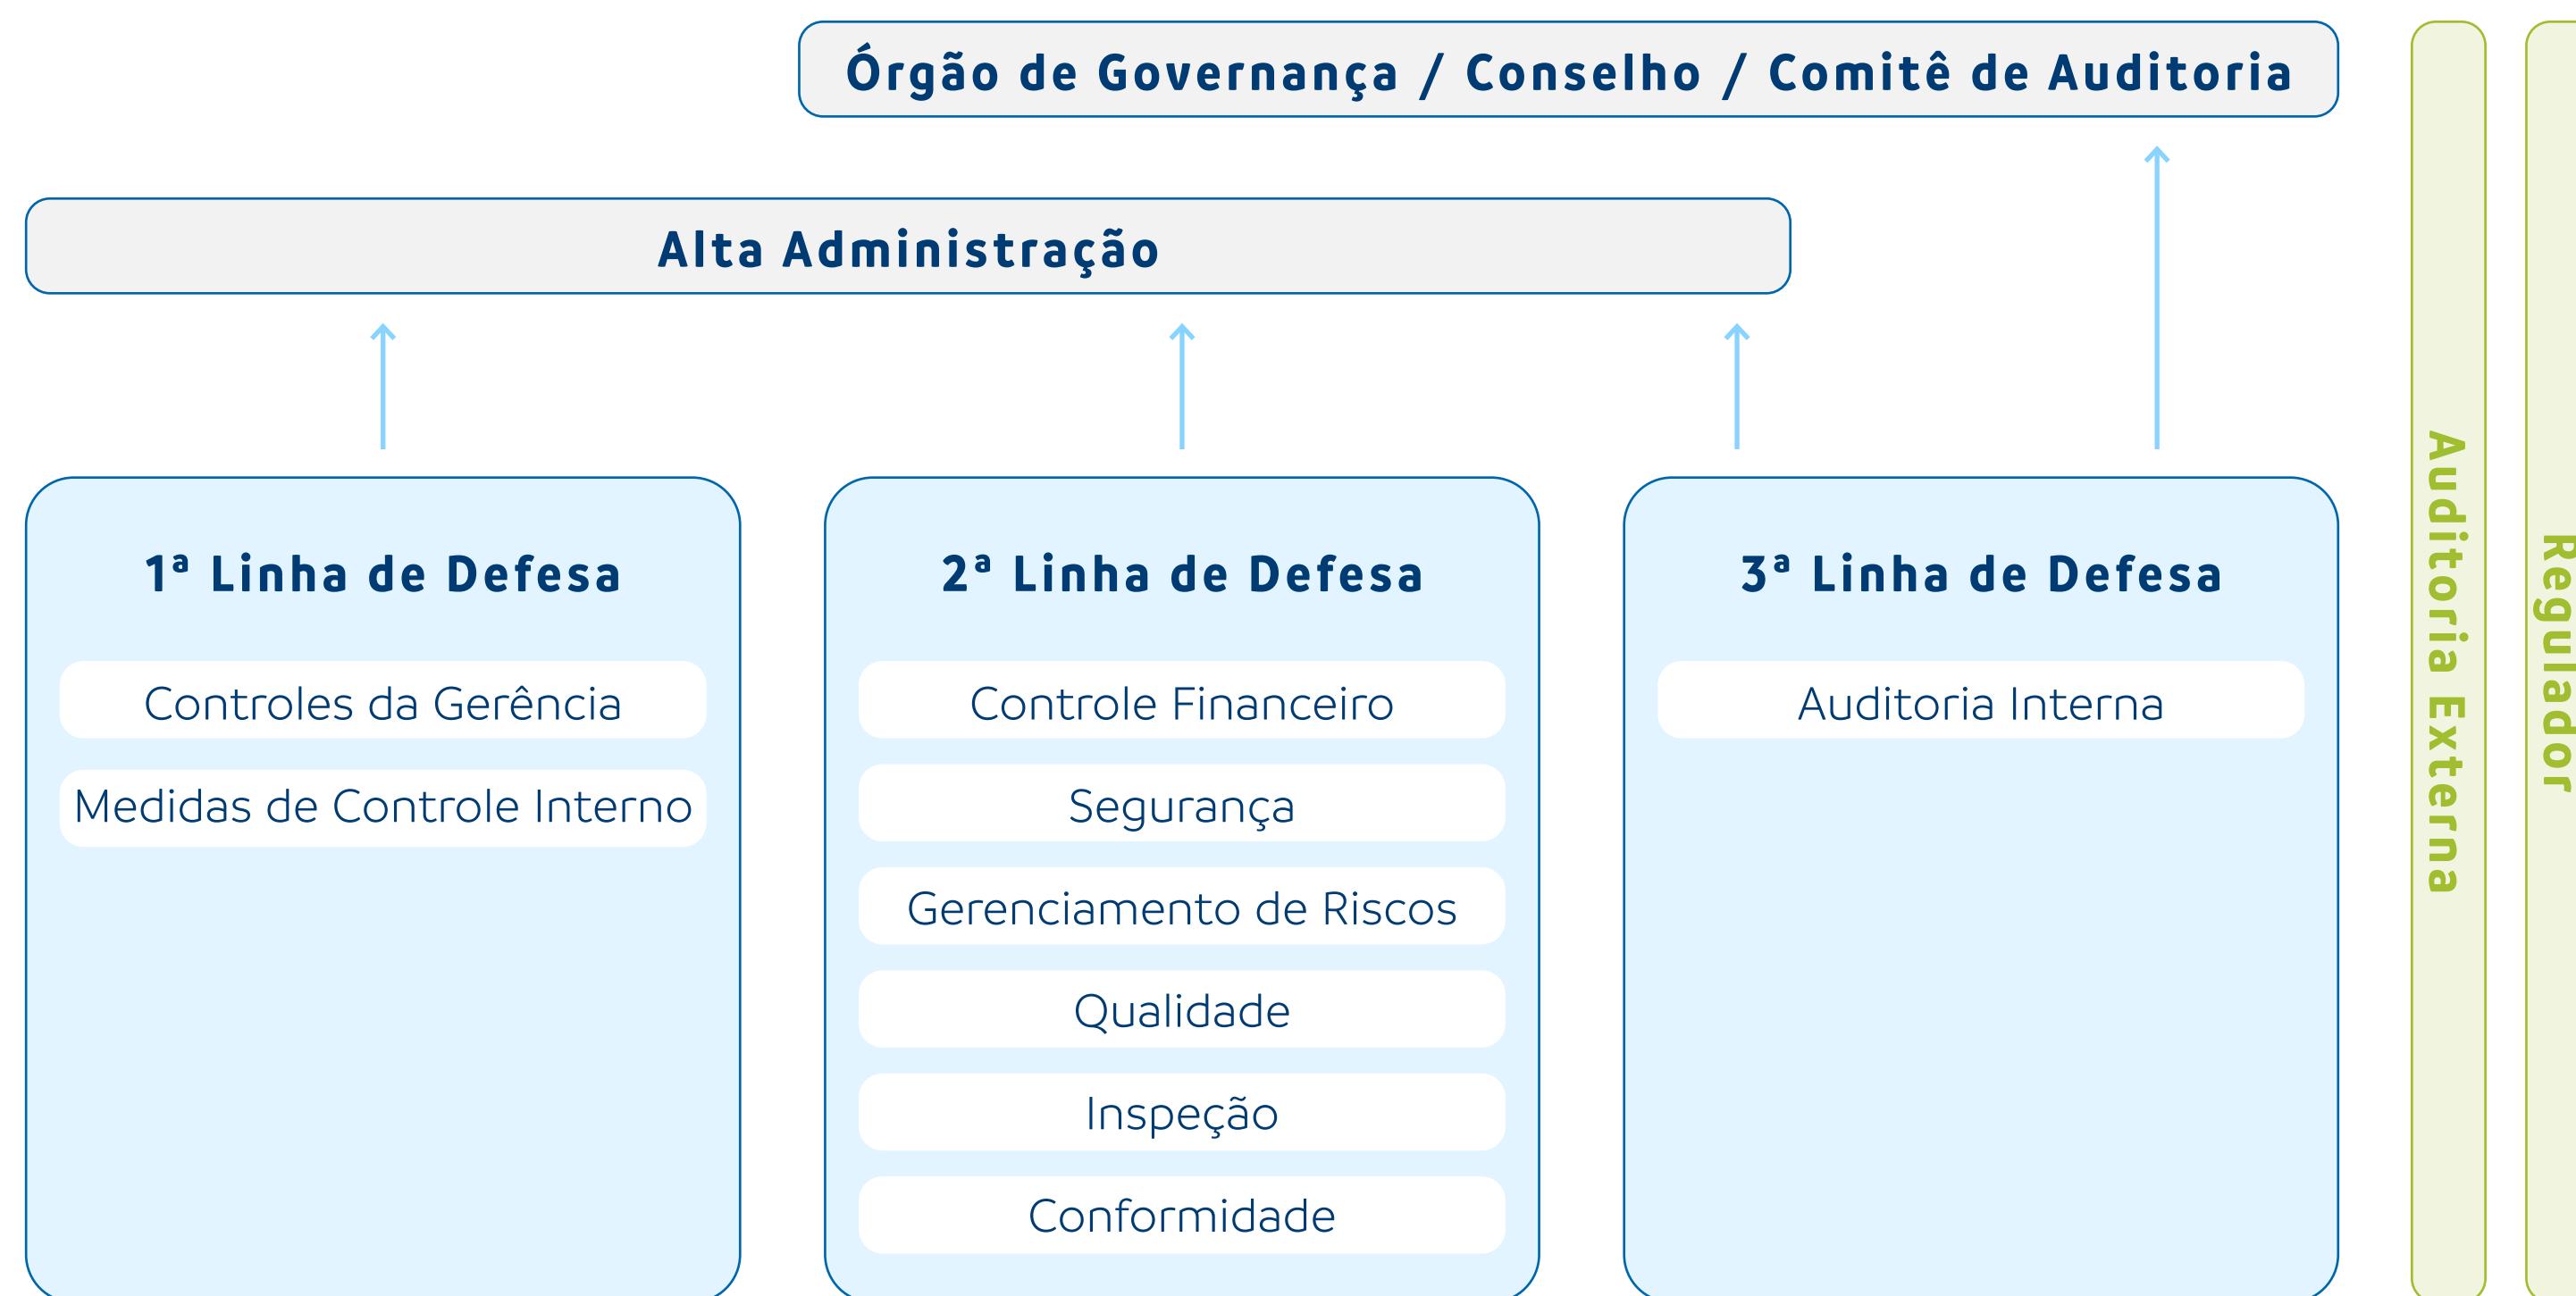 Órgão de Governança / Conselho / Comitê de Auditoria
Alta Administração
1ª Linha de Defesa
Controles da Gerência
Medidas de Controle Interno
2ª Linha de Defesa
Controle Financeiro
Segurança
Gerenciamento de Riscos
Qualidade
Inspeção
Conformidade
3ª Linha de Defesa
Auditoria Interna
Auditoria Externa
Regulador